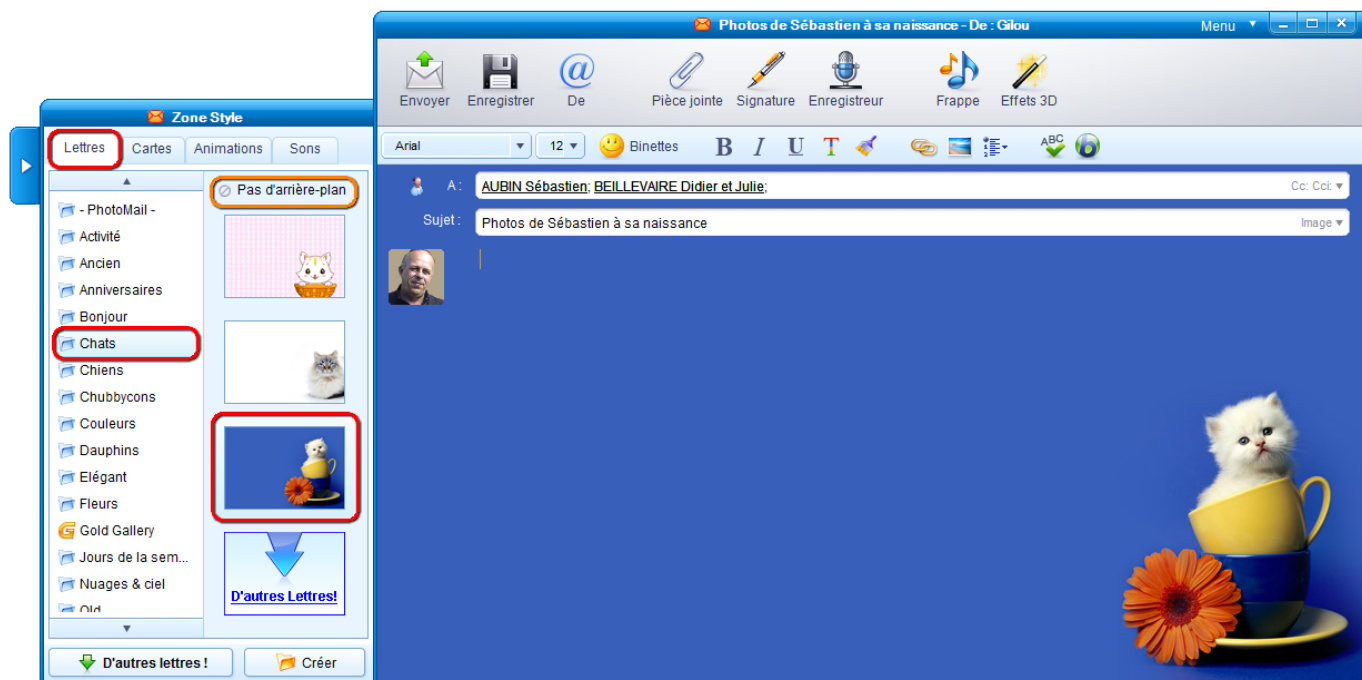 Photos de Sébastien à sa naissance - De : Gilou
Menu
Envoyer
Enregistrer
De
Pièce jointe
Signature
Enregistreur
Frappe
Effets 3D
Arial
12
Binettes
B I U T
ABC
b
A :
AUBIN Sébastien; BEILLEVAIRE Didier et Julie;
Cc: Cci:
Sujet :
Photos de Sébastien à sa naissance
Image
Zone Style
Lettres
Cartes
Animations
Sons
- PhotoMail -
Activité
Ancien
Anniversaires
Bonjour
Chats
Chiens
Chubbycons
Couleurs
Dauphins
Elégant
Fleurs
Gold Gallery
Jours de la sem...
Nuages & ciel
Old
Pas d'arrière-plan
D'autres Lettres!
D'autres lettres !
Créer